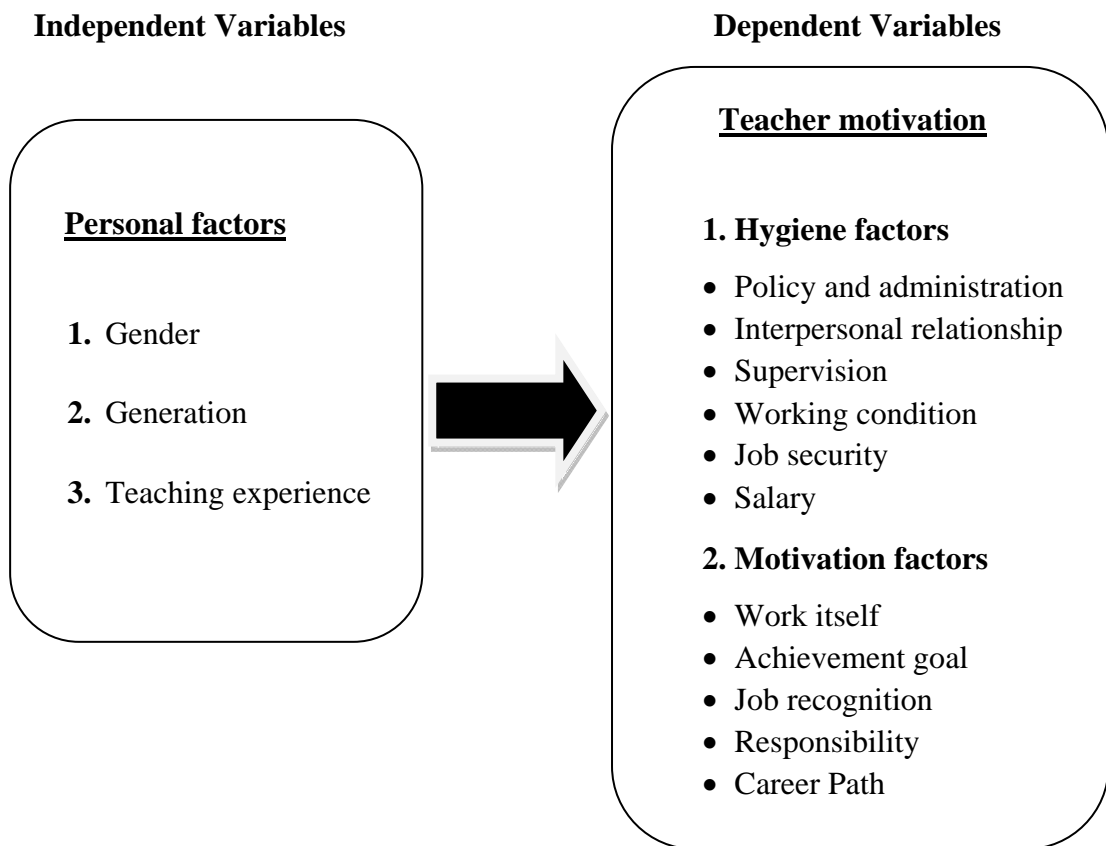 Independent Variables
Personal factors
1. Gender
2. Generation
3. Teaching experience
Dependent Variables
Teacher motivation
1. Hygiene factors
• Policy and administration
• Interpersonal relationship
• Supervision
• Working condition
• Job security
• Salary
2. Motivation factors
• Work itself
• Achievement goal
• Job recognition
• Responsibility
• Career Path